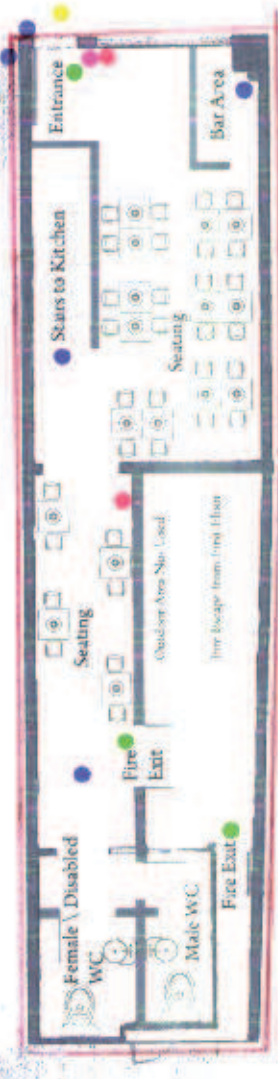 Entrance
Bar Area
Stairs to Kitchen
Seating
Seating
Outdoor Area Not Used
Fire Escape from First Floor
Fire
Exit
Fire Exit
Female \ Disabled
WC
Male WC